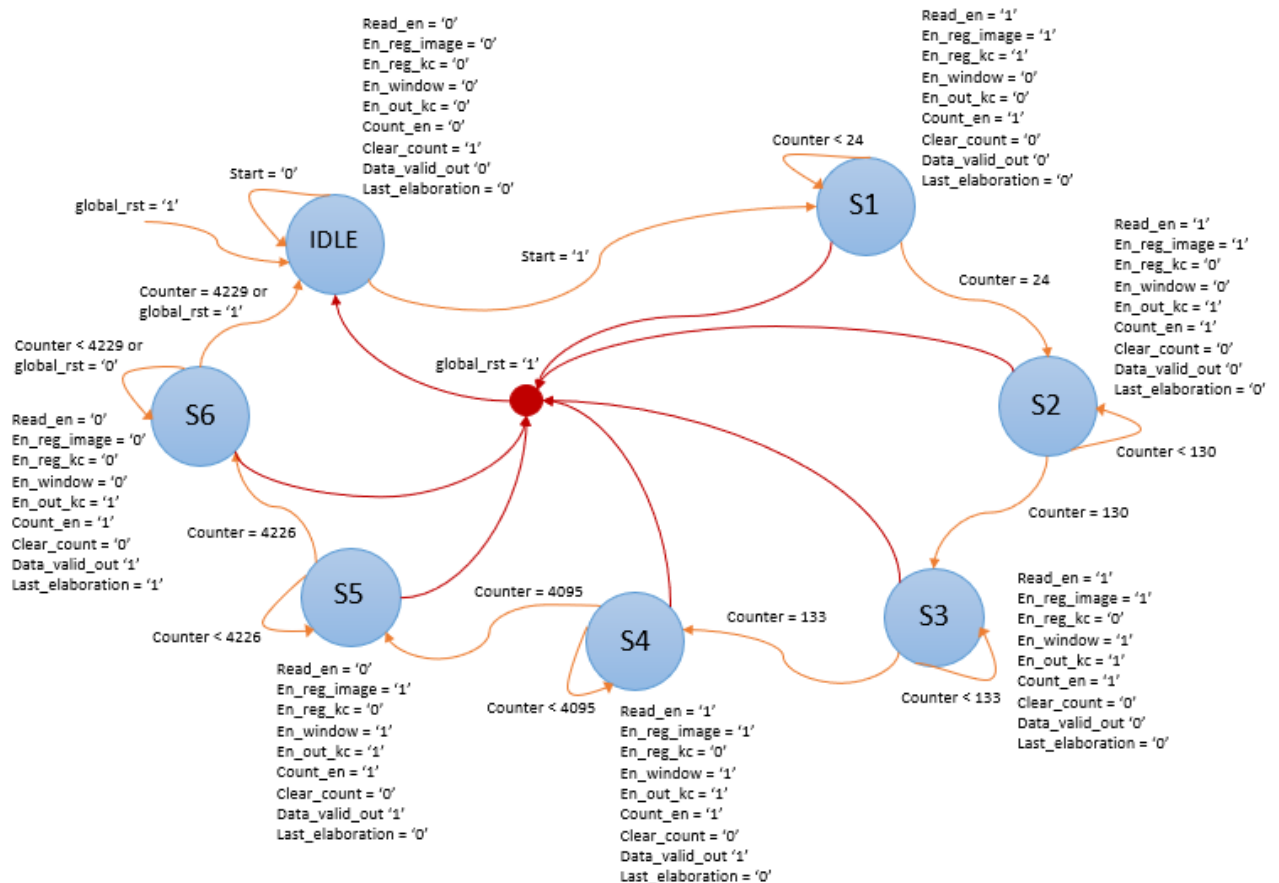 Read_en = ‘0’
En_reg_image = ‘0’
En_reg_kc = ‘0’
En_window = ‘0’
En_out_kc = ‘0’
Count_en = ‘0’
Clear_count = ‘1’
Data_valid_out ‘0’
Last_elaboration = ‘0’
Start = ‘0’
global_rst = ‘1’
IDLE
Start = ‘1’
Read_en = ‘1’
En_reg_image = ‘1’
En_reg_kc = ‘1’
En_window = ‘0’
En_out_kc = ‘0’
Count_en = ‘1’
Clear_count = ‘0’
Data_valid_out ‘0’
Last_elaboration = ‘0’
Counter < 24
S1
Counter = 24
Read_en = ‘1’
En_reg_image = ‘1’
En_reg_kc = ‘0’
En_window = ‘0’
En_out_kc = ‘1’
Count_en = ‘1’
Clear_count = ‘0’
Data_valid_out ‘0’
Last_elaboration = ‘0’
S2
Counter < 130
Counter = 130
global_rst = ‘1’
Counter = 4229 or
global_rst = ‘1’
Counter < 4229 or
global_rst = ‘0’
S6
Read_en = ‘0’
En_reg_image = ‘0’
En_reg_kc = ‘0’
En_window = ‘0’
En_out_kc = ‘1’
Count_en = ‘1’
Clear_count = ‘0’
Data_valid_out ‘1’
Last_elaboration = ‘1’
Counter = 4226
S5
Counter < 4226
Read_en = ‘0’
En_reg_image = ‘1’
En_reg_kc = ‘0’
En_window = ‘1’
En_out_kc = ‘1’
Count_en = ‘1’
Clear_count = ‘0’
Data_valid_out ‘1’
Last_elaboration = ‘0’
Counter = 4095
S4
Counter < 4095
Read_en = ‘1’
En_reg_image = ‘1’
En_reg_kc = ‘0’
En_window = ‘1’
En_out_kc = ‘1’
Count_en = ‘1’
Clear_count = ‘0’
Data_valid_out ‘1’
Last_elaboration = ‘0’
Counter = 133
S3
Counter < 133
Read_en = ‘1’
En_reg_image = ‘1’
En_reg_kc = ‘0’
En_window = ‘1’
En_out_kc = ‘1’
Count_en = ‘1’
Clear_count = ‘0’
Data_valid_out ‘0’
Last_elaboration = ‘0’